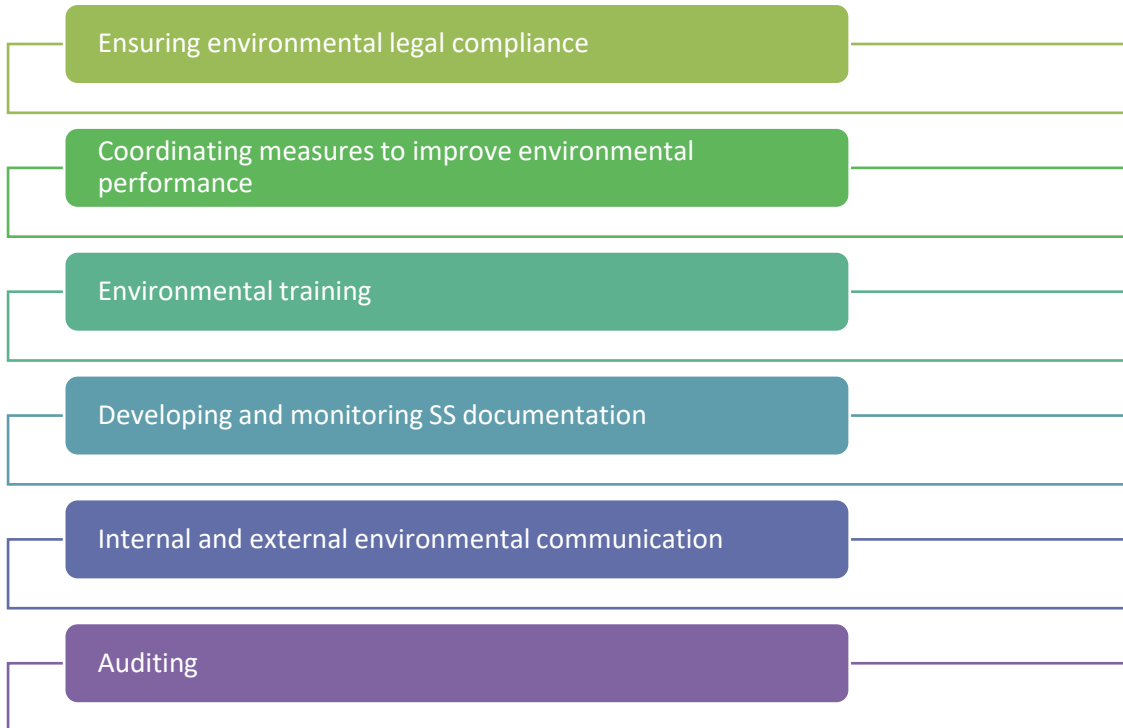 Ensuring environmental legal compliance
Coordinating measures to improve environmental
performance
Environmental training
Developing and monitoring SS documentation
Internal and external environmental communication
Auditing